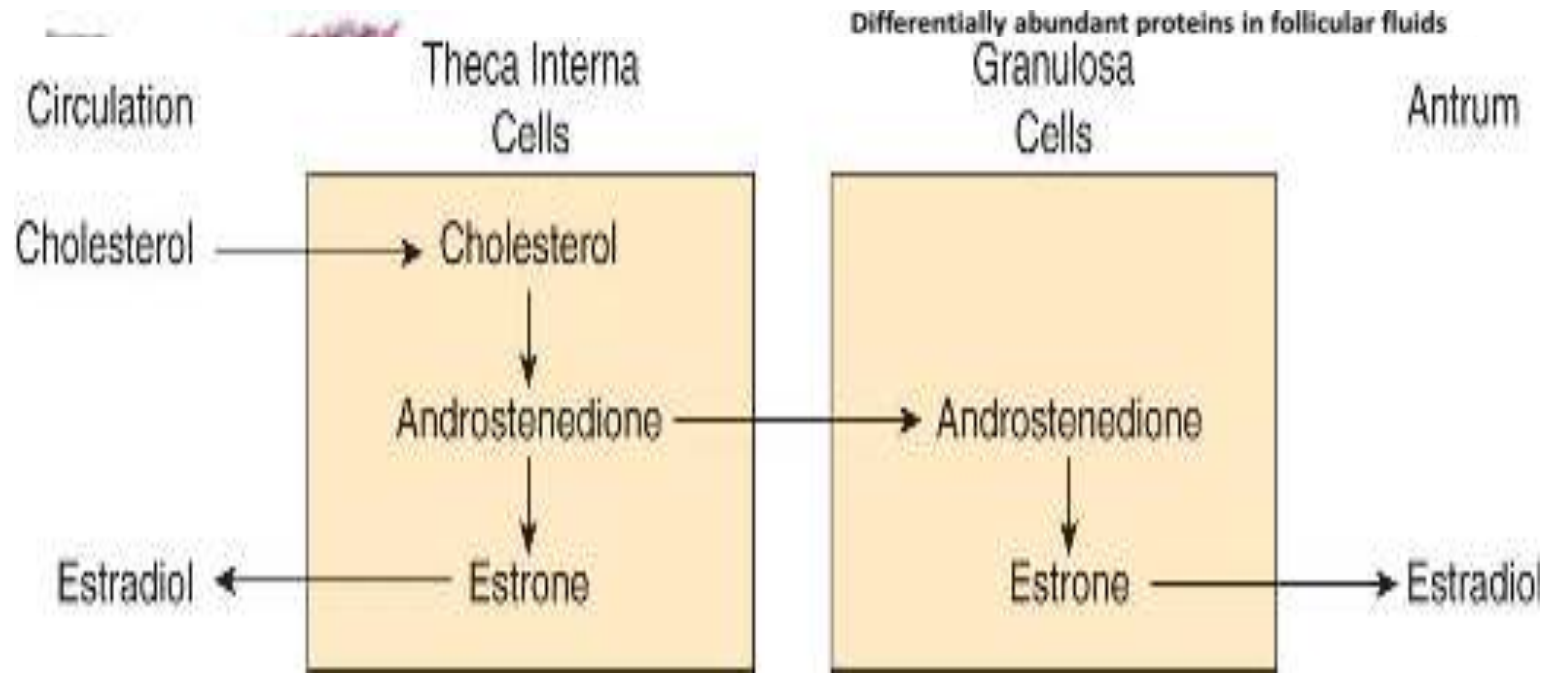 Differentially abundant proteins in follicular fluids
Circulation
Theca Interna
Cells
Granulosa
Cells
Antrum
Cholesterol
Cholesterol
Androstenedione
Androstenedione
Estradiol
Estrone
Estrone
Estradiol